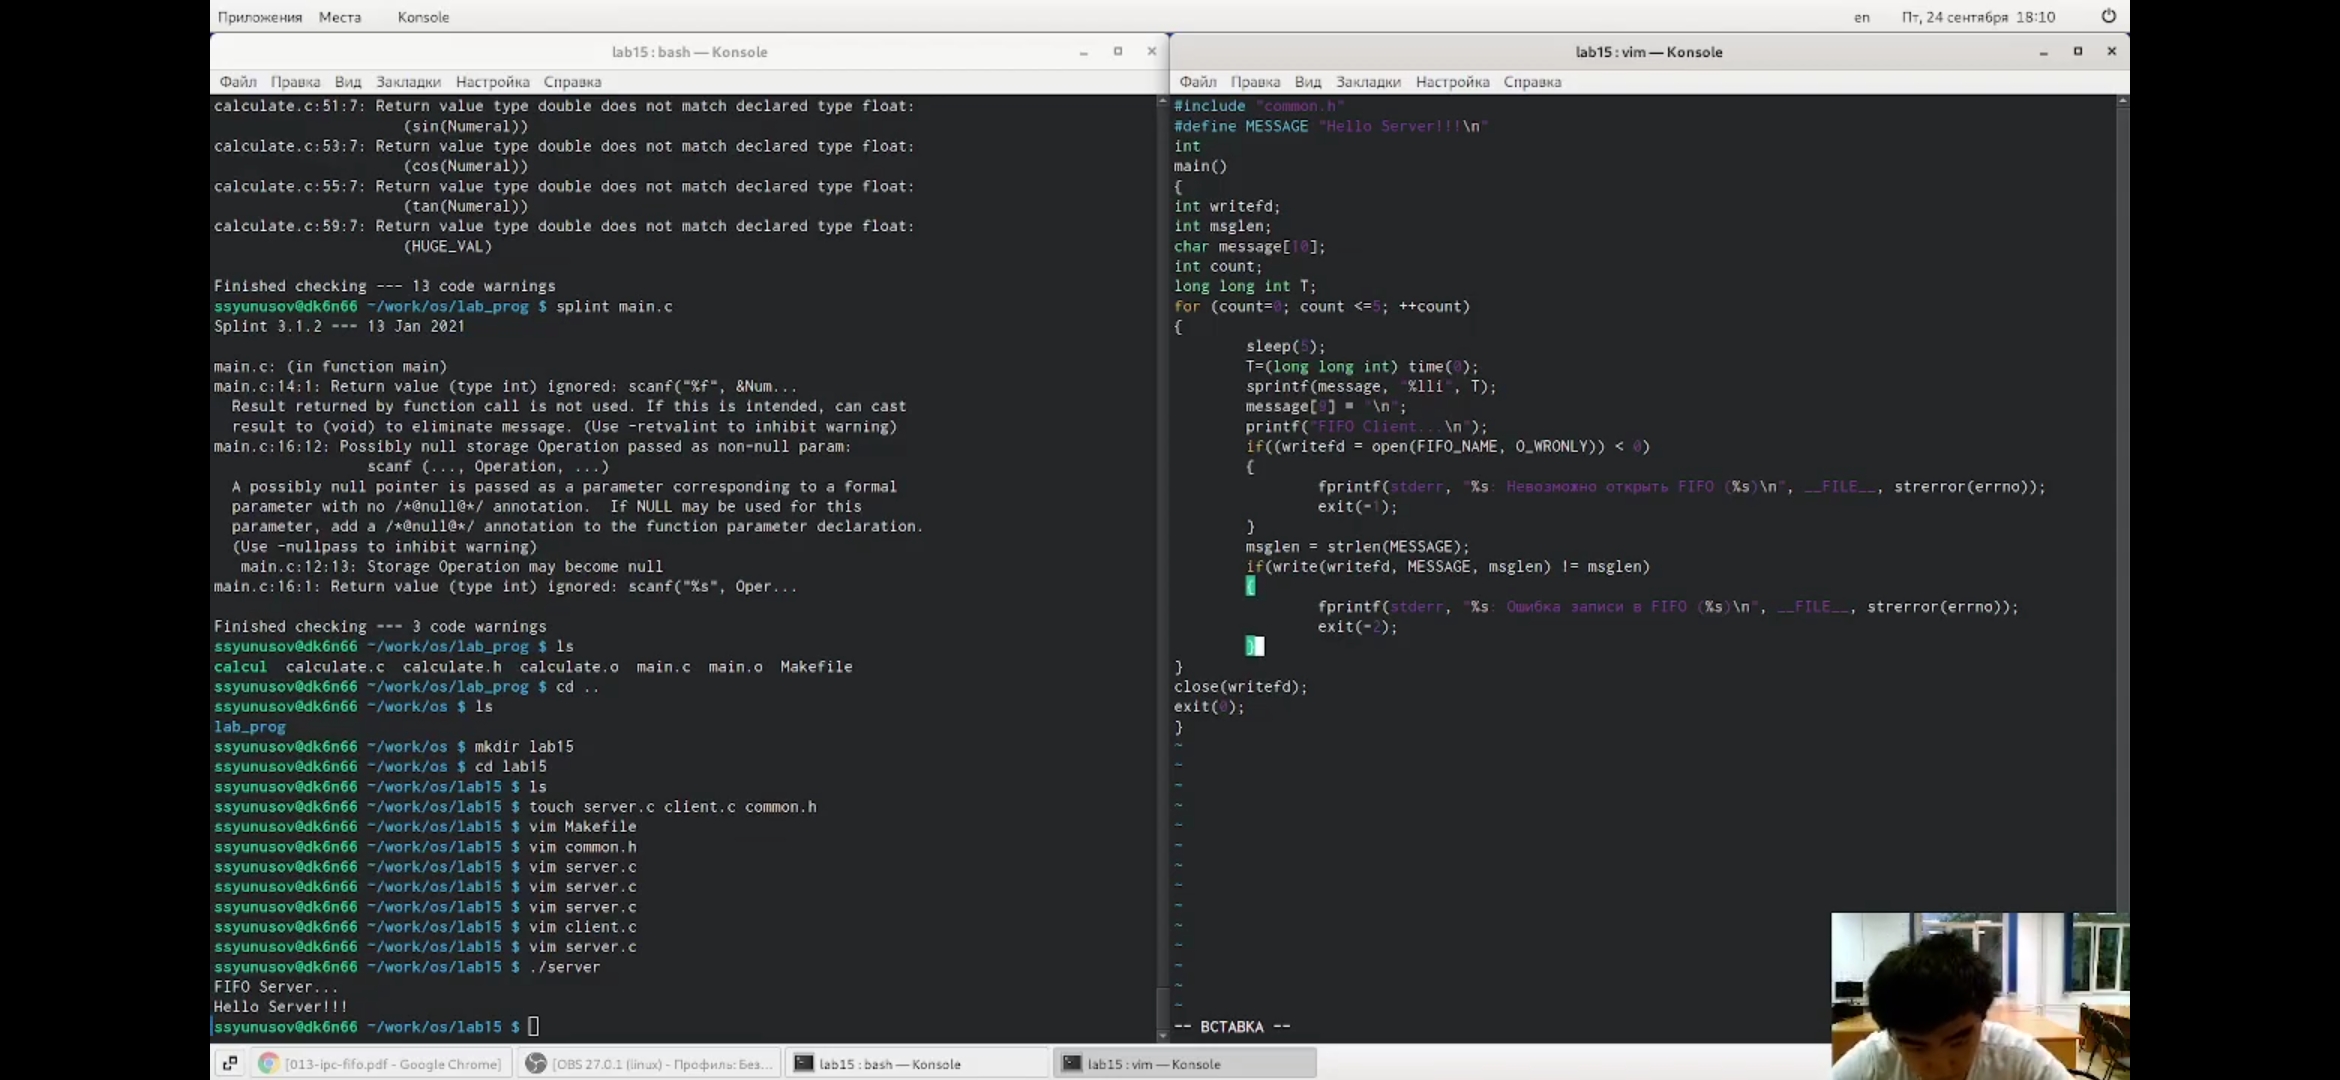 Приложения Места Konsole en Пт, 24 сентября 18:10
lab15 : bash — Konsole
Файл Правка Вид Закладки Настройка Справка
calculate.c:51:7: Return value type double does not match declared type float:
(sin(Numeral))
calculate.c:53:7: Return value type double does not match declared type float:
(cos(Numeral))
calculate.c:55:7: Return value type double does not match declared type float:
(tan(Numeral))
calculate.c:59:7: Return value type double does not match declared type float:
(HUGE_VAL)
Finished checking --- 13 code warnings
ssyunusov@dk6n66 ~/work/os/lab_prog $ splint main.c
Splint 3.1.2 --- 13 Jan 2021
main.c: (in function main)
main.c:14:1: Return value (type int) ignored: scanf("%f", &Num...
Result returned by function call is not used. If this is intended, can cast
result to (void) to eliminate message. (Use -retvalint to inhibit warning)
main.c:16:12: Possibly null storage Operation passed as non-null param:
scanf (..., Operation, ...)
A possibly null pointer is passed as a parameter corresponding to a formal
parameter with no /*@null@*/ annotation. If NULL may be used for this
parameter, add a /*@null@*/ annotation to the function parameter declaration.
(Use -nullpass to inhibit warning)
main.c:12:13: Storage Operation may become null
main.c:16:1: Return value (type int) ignored: scanf("%s", Oper...
Finished checking --- 3 code warnings
ssyunusov@dk6n66 ~/work/os/lab_prog $ ls
calcul calculate.c calculate.h calculate.o main.c main.o Makefile
ssyunusov@dk6n66 ~/work/os/lab_prog $ cd ..
ssyunusov@dk6n66 ~/work/os $ ls
lab_prog
ssyunusov@dk6n66 ~/work/os $ mkdir lab15
ssyunusov@dk6n66 ~/work/os $ cd lab15
ssyunusov@dk6n66 ~/work/os/lab15 $ ls
ssyunusov@dk6n66 ~/work/os/lab15 $ touch server.c client.c common.h
ssyunusov@dk6n66 ~/work/os/lab15 $ vim Makefile
ssyunusov@dk6n66 ~/work/os/lab15 $ vim common.h
ssyunusov@dk6n66 ~/work/os/lab15 $ vim server.c
ssyunusov@dk6n66 ~/work/os/lab15 $ vim server.c
ssyunusov@dk6n66 ~/work/os/lab15 $ vim server.c
ssyunusov@dk6n66 ~/work/os/lab15 $ vim client.c
ssyunusov@dk6n66 ~/work/os/lab15 $ vim server.c
ssyunusov@dk6n66 ~/work/os/lab15 $ ./server
FIFO Server...
Hello Server!!!
ssyunusov@dk6n66 ~/work/os/lab15 $
lab15 : vim — Konsole
Файл Правка Вид Закладки Настройка Справка
#include "common.h"
#define MESSAGE "Hello Server!!!\n"
int
main()
{
int writefd;
int msglen;
char message[10];
int count;
long long int T;
for (count=0; count <=5; ++count)
{
sleep(5);
T=(long long int) time(0);
sprintf(message, "%lli", T);
message[9] = '\n';
printf("FIFO Client...\n");
if((writefd = open(FIFO_NAME, O_WRONLY)) < 0)
{
fprintf(stderr, "%s: Невозможно открыть FIFO (%s)\n", __FILE__, strerror(errno));
exit(-1);
}
msglen = strlen(MESSAGE);
if(write(writefd, MESSAGE, msglen) != msglen)
{
fprintf(stderr, "%s: Ошибка записи в FIFO (%s)\n", __FILE__, strerror(errno));
exit(-2);
}
}
close(writefd);
exit(0);
}
~
~
~
~
~
~
~
~
~
~
~
~
~
~
-- ВСТАВКА --
[013-ipc-fifo.pdf - Google Chrome] [OBS 27.0.1 (linux) - Профиль: Без... lab15 : bash — Konsole lab15 : vim — Konsole